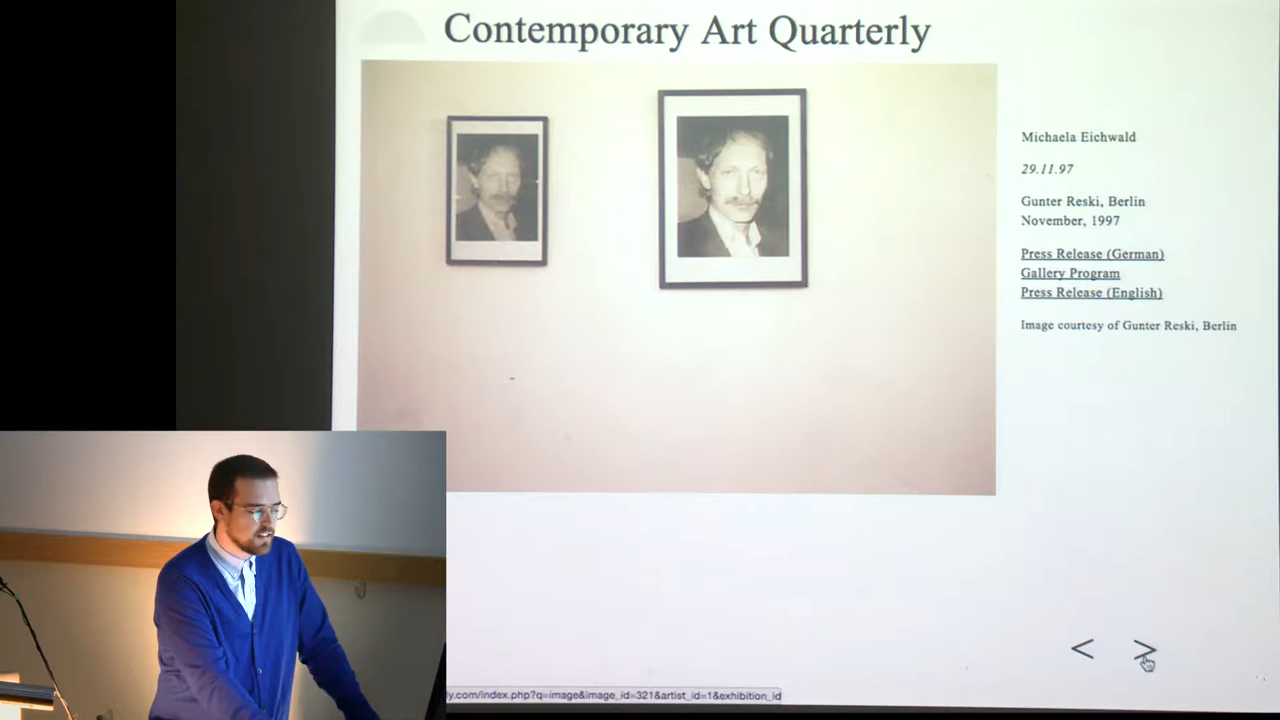 Contemporary Art Quarterly
Michaela Eichwald
29.11.97
Gunter Reski, Berlin
November, 1997
Press Release (German)
Gallery Program
Press Release (English)
Image courtesy of Gunter Reski, Berlin
< >
y.com/index.php?q=image&image_id=321&artist_id=1&exhibition_id